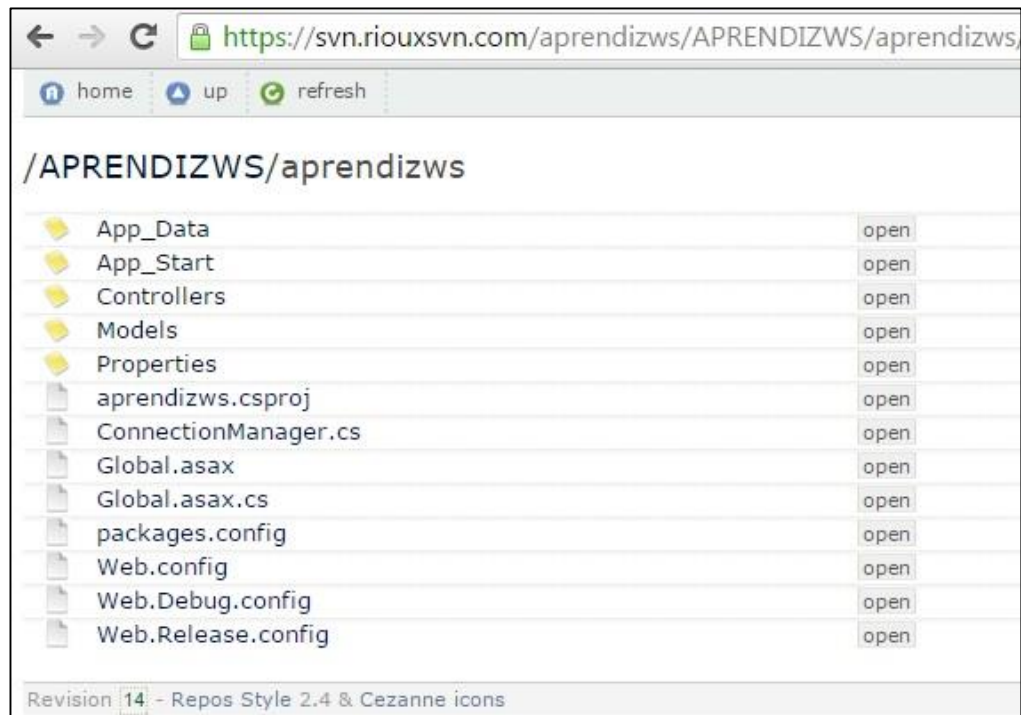 https://svn.riouxsvn.com/aprendizws/APRENDIZWS/aprendizws/
home up refresh
/APRENDIZWS/aprendizws
App_Data open
App_Start open
Controllers open
Models open
Properties open
aprendizws.csproj open
ConnectionManager.cs open
Global.asax open
Global.asax.cs open
packages.config open
Web.config open
Web.Debug.config open
Web.Release.config open
Revision 14 - Repos Style 2.4 & Cezanne icons